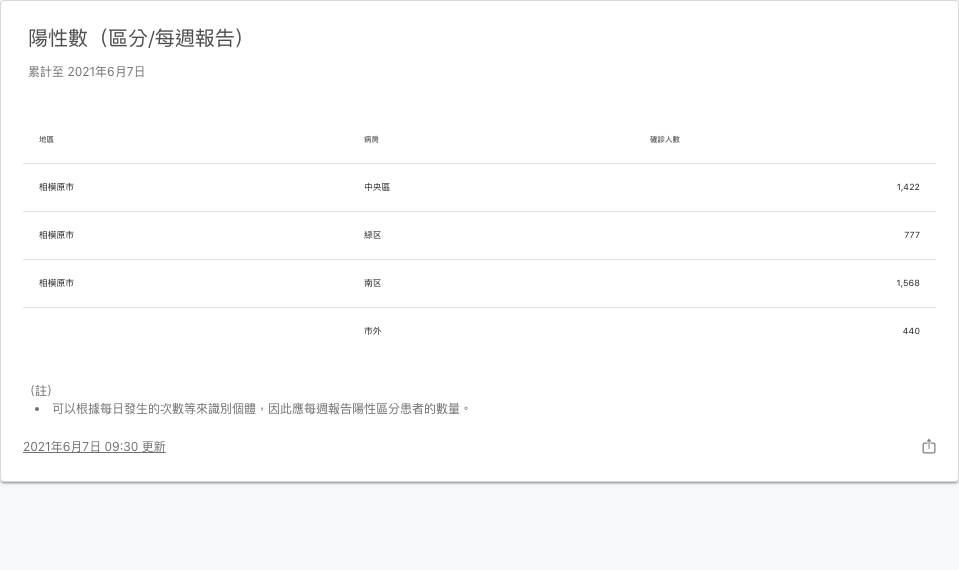 陽性數（區分/每週報告）
累計至 2021年6月7日
地區 病房 確診人數
相模原市 中央區 1,422
相模原市 緑区 777
相模原市 南区 1,568
市外 440
（註）
• 可以根據每日發生的次數等來識別個體，因此應每週報告陽性區分患者的數量。
2021年6月7日 09:30 更新